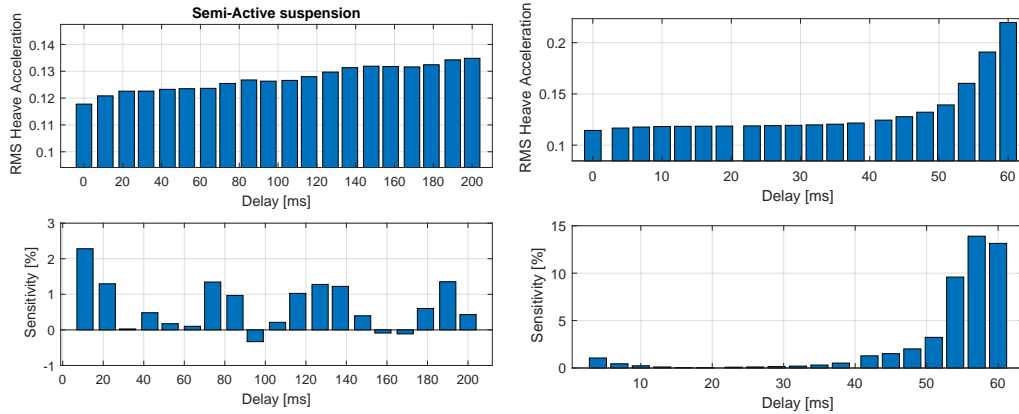 Semi-Active suspension
RMS Heave Acceleration
0.14
0.13
0.12
0.11
0.1
0 20 40 60 80 100 120 140 160 180 200
Delay [ms]
RMS Heave Acceleration
0.2
0.15
0.1
0 10 20 30 40 50 60
Delay [ms]
Sensitivity [%]
3
2
1
0
-1
0 20 40 60 80 100 120 140 160 180 200
Delay [ms]
Sensitivity [%]
15
10
5
0
10 20 30 40 50 60
Delay [ms]